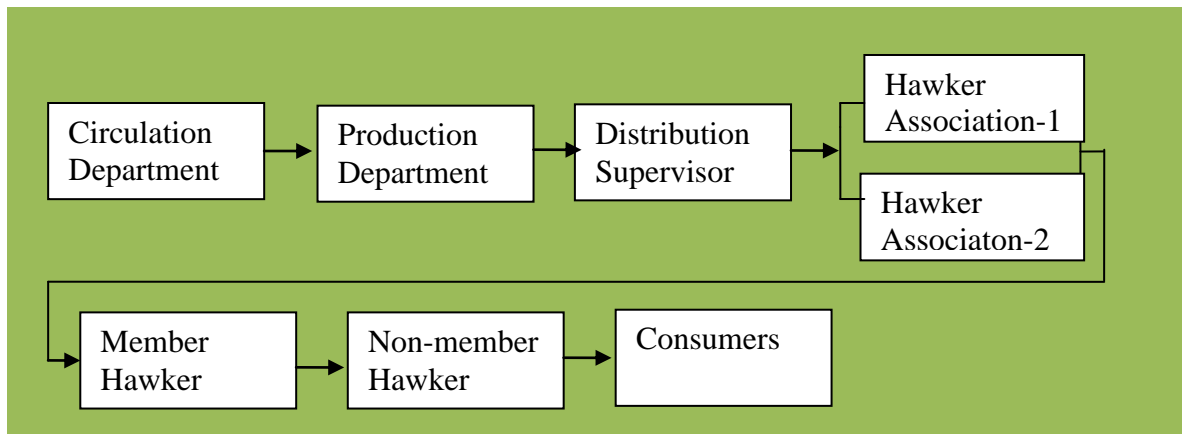 Circulation
Department
Production
Department
Distribution
Supervisor
Hawker
Association-1
Hawker
Associaton-2
Member
Hawker
Non-member
Hawker
Consumers